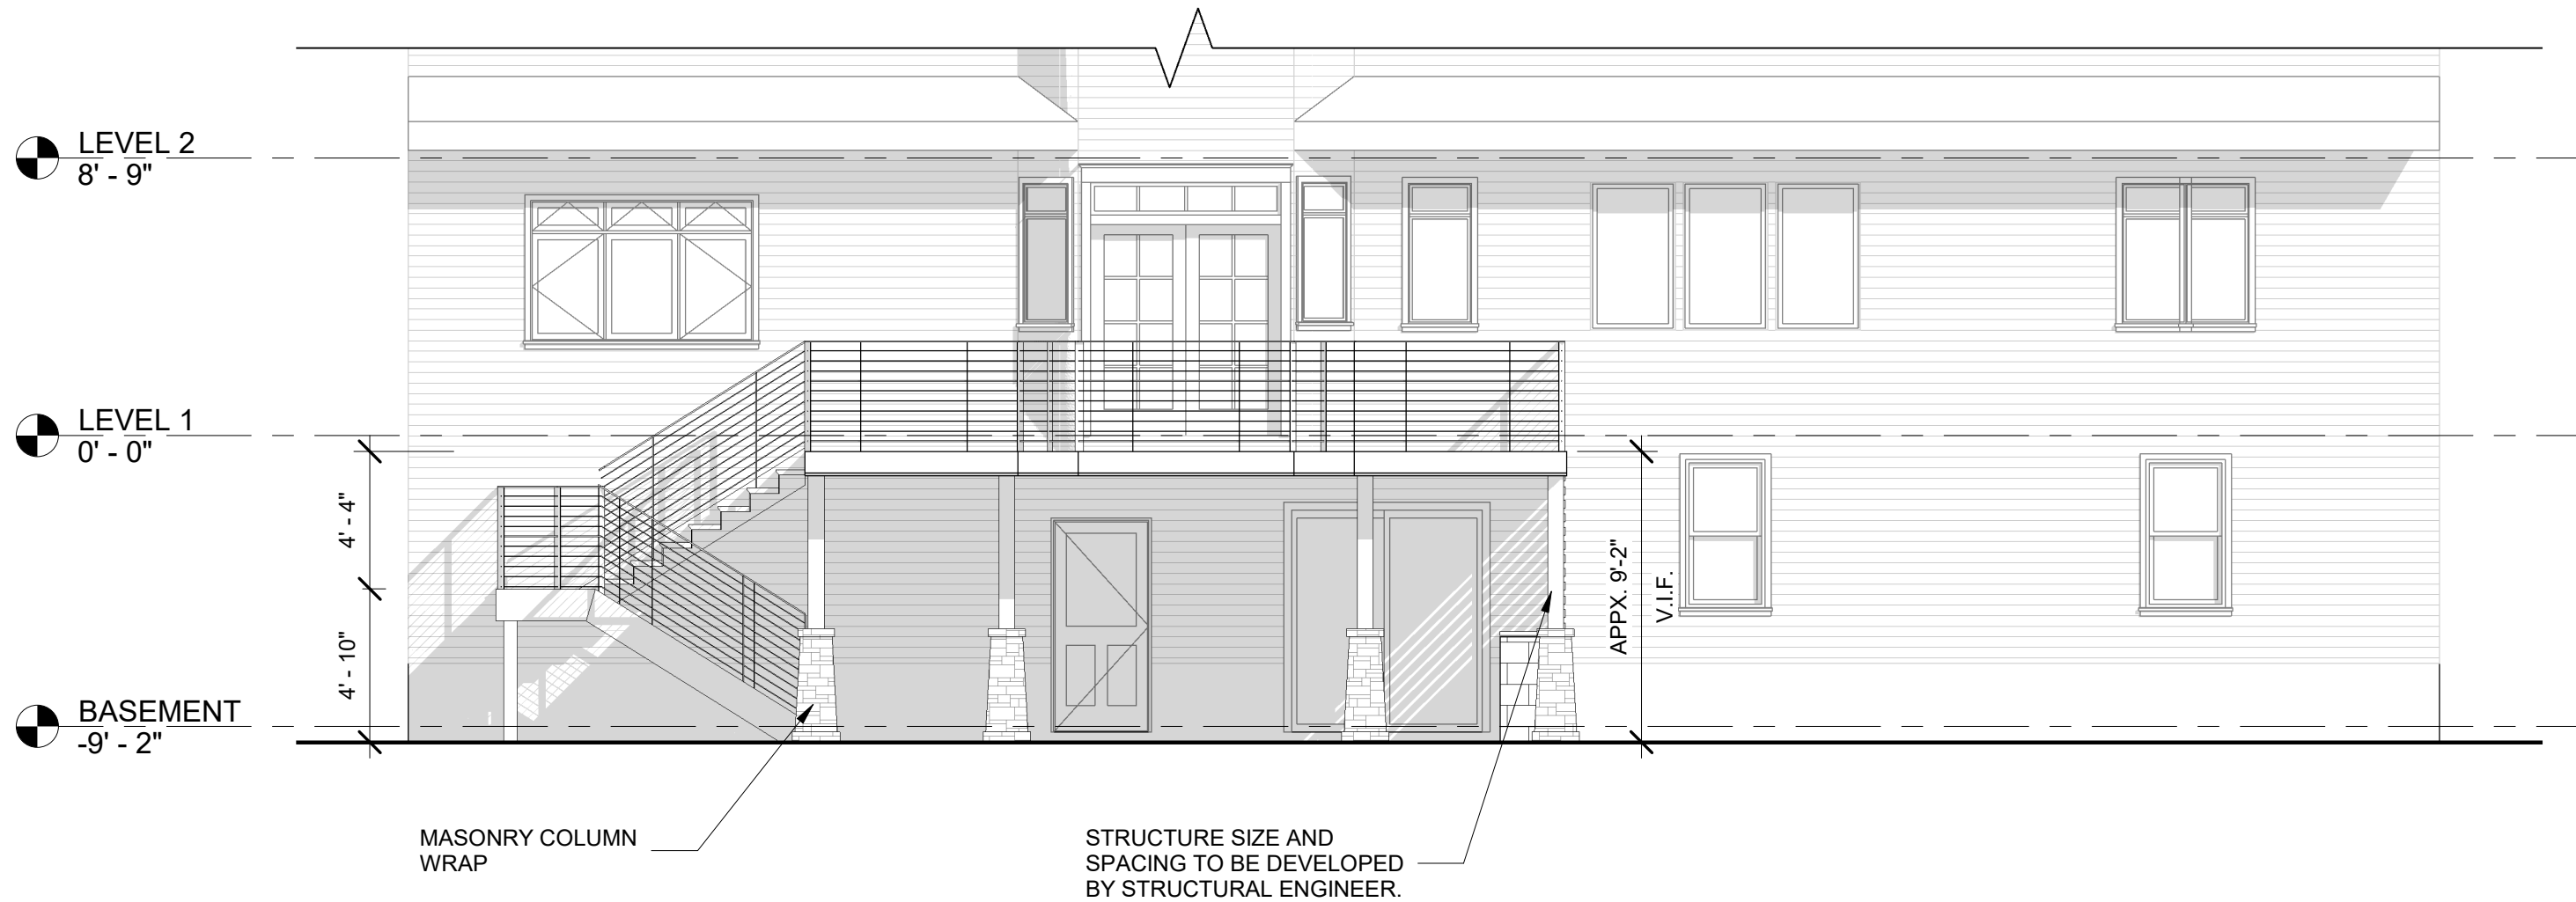 LEVEL 2
8' - 9"
LEVEL 1
0' - 0"
4' - 4"
4' - 10"
APPX. 9'-2"
V.I.F.
BASEMENT
-9' - 2"
MASONRY COLUMN
WRAP
STRUCTURE SIZE AND
SPACING TO BE DEVELOPED
BY STRUCTURAL ENGINEER.